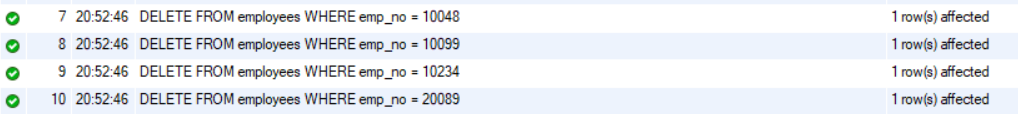 7 20:52:46 DELETE FROM employees WHERE emp_no = 10048 1 row(s) affected
8 20:52:46 DELETE FROM employees WHERE emp_no = 10099 1 row(s) affected
9 20:52:46 DELETE FROM employees WHERE emp_no = 10234 1 row(s) affected
10 20:52:46 DELETE FROM employees WHERE emp_no = 20089 1 row(s) affected